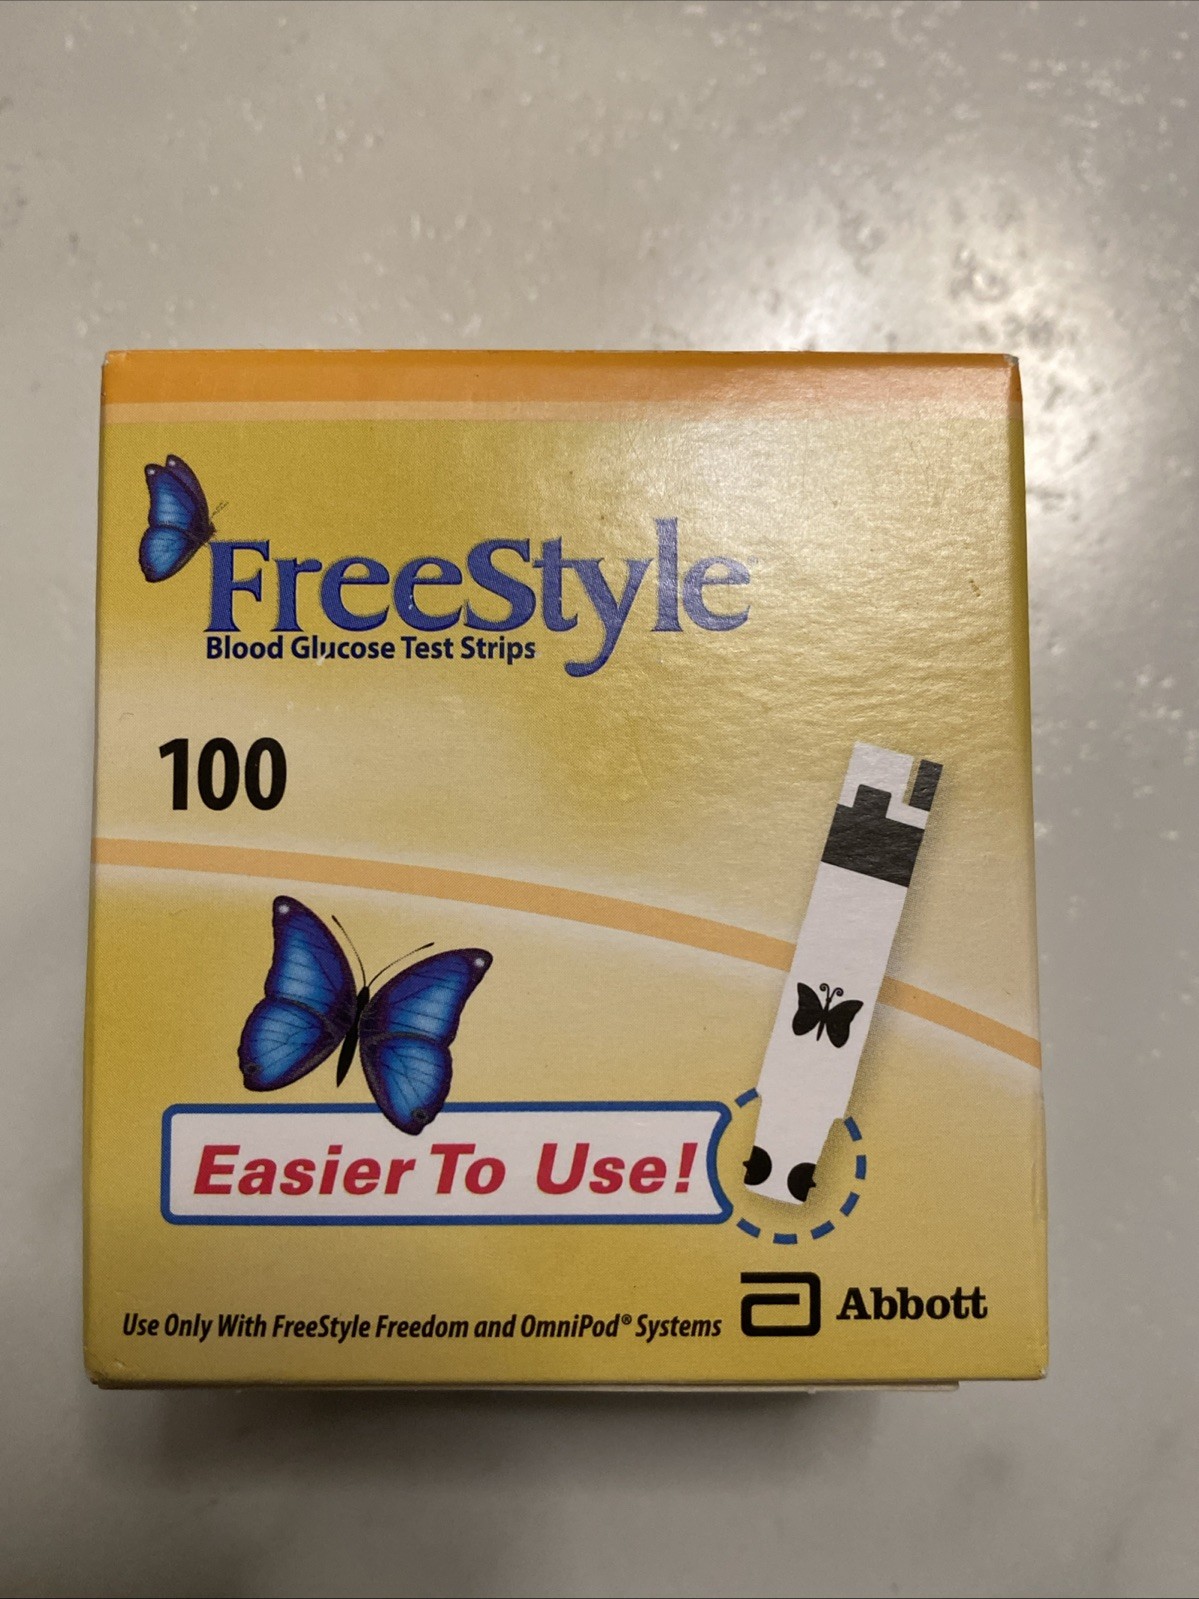 FreeStyle
Blood Glucose Test Strips
100
Easier To Use!
Use Only With FreeStyle Freedom and OmniPod® Systems
Abbott